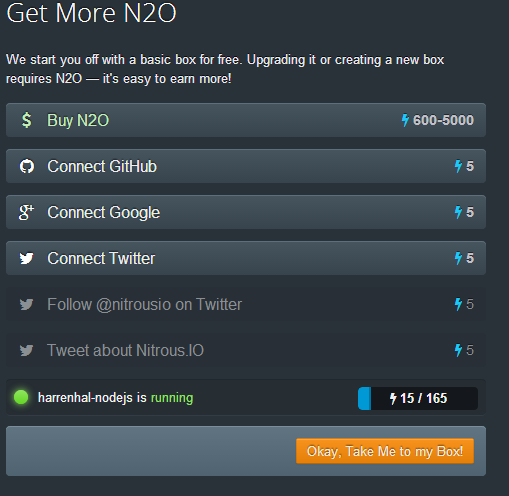 Get More N2O
We start you off with a basic box for free. Upgrading it or creating a new box
requires N2O — it's easy to earn more!
$ Buy N2O 600-5000
Connect GitHub 5
Connect Google 5
Connect Twitter 5
Follow @nitrousio on Twitter 5
Tweet about Nitrous.IO 5
harrenhal-nodejs is running 15 / 165
Okay, Take Me to my Box!